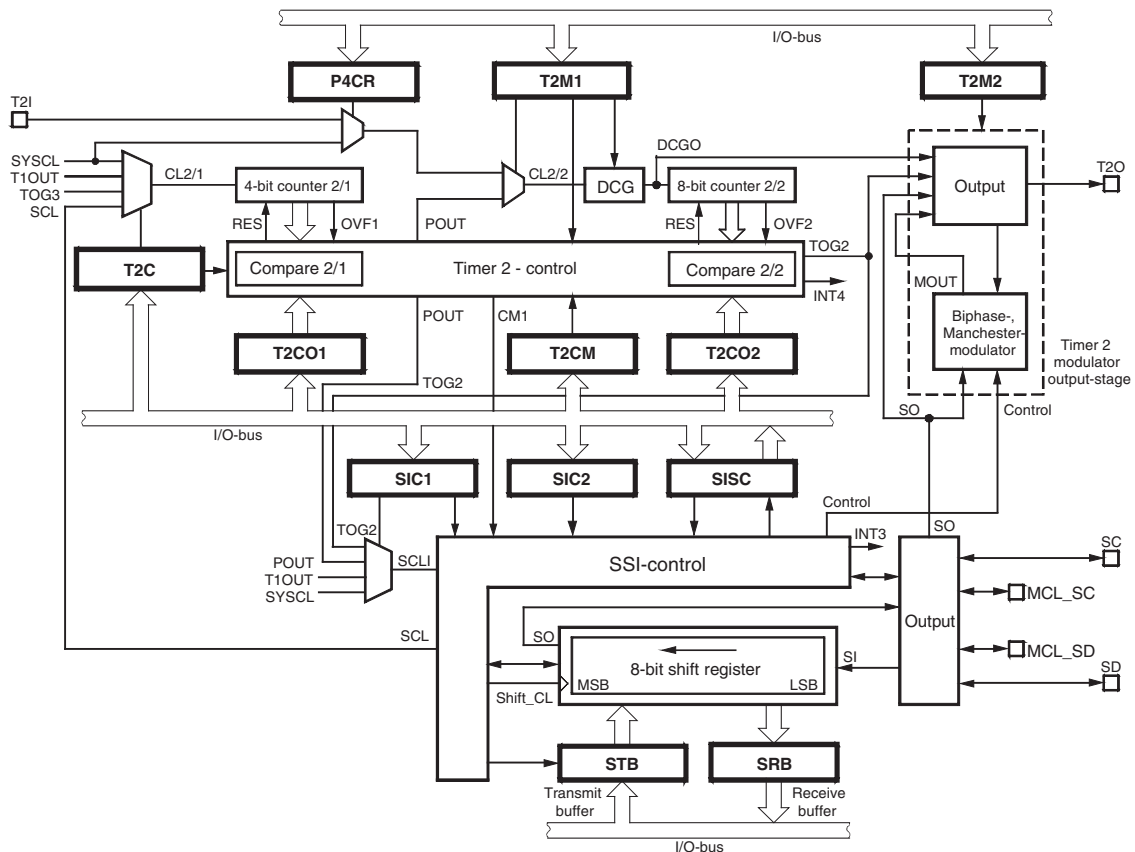 I/O-bus
P4CR
T2M1
T2M2
T2I
DCGO
SYSCL
T1OUT
TOG3
SCL
CL2/1
4-bit counter 2/1
CL2/2
DCG
8-bit counter 2/2
Output
T2O
RES
OVF1
POUT
RES
OVF2
TOG2
T2C
Compare 2/1
Timer 2 - control
Compare 2/2
INT4
MOUT
Biphase-,
Manchester-
modulator
Timer 2
modulator
output-stage
POUT
CM1
T2CO1
T2CM
T2CO2
TOG2
SO
Control
I/O-bus
SIC1
SIC2
SISC
Control
TOG2
POUT
T1OUT
SYSCL
SCLI
SSI-control
INT3
SO
SC
MCL_SC
Output
MCL_SD
SD
SCL
SO
8-bit shift register
MSB
LSB
SI
Shift_CL
STB
SRB
Transmit
buffer
Receive
buffer
I/O-bus